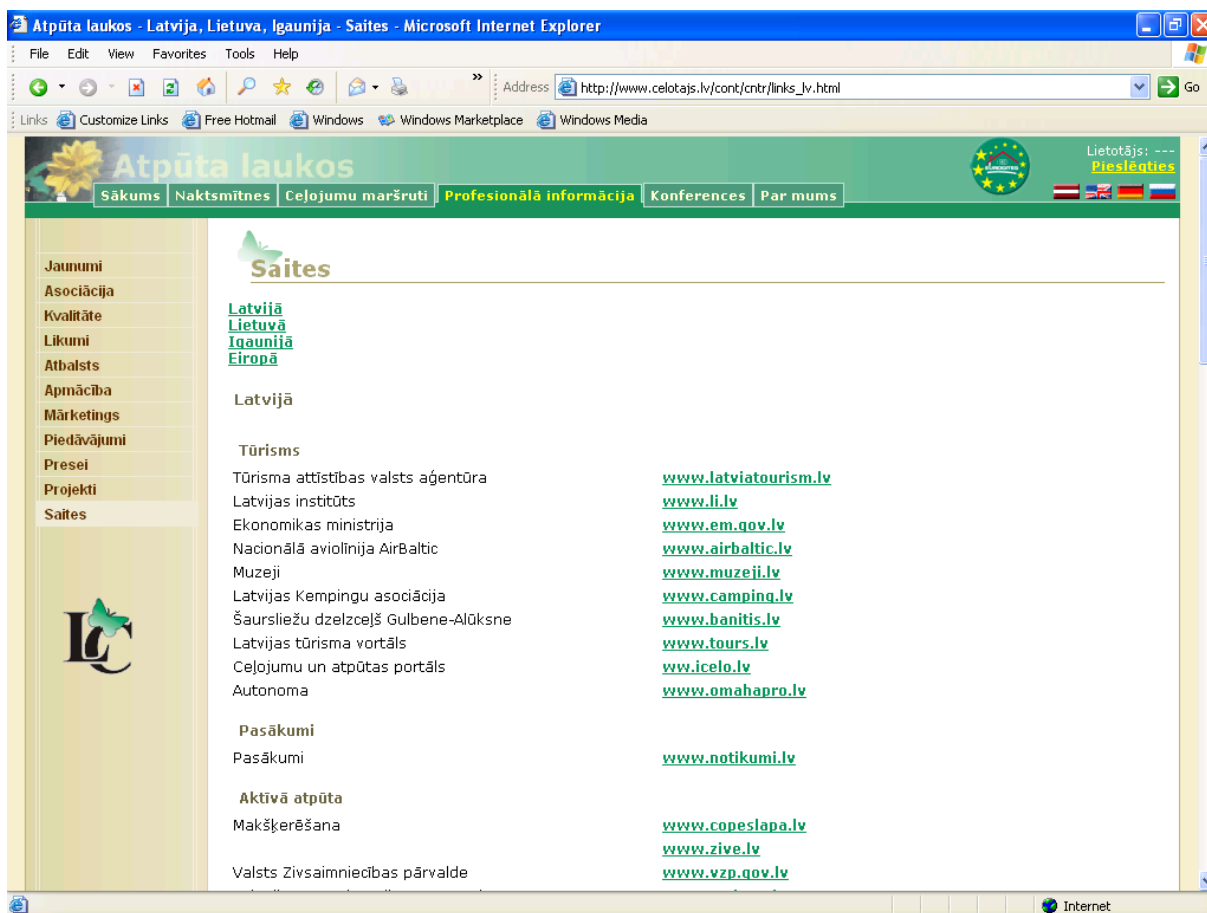 Atpūta laukos - Latvija, Lietuva, Igaunija - Saites - Microsoft Internet Explorer
File Edit View Favorites Tools Help
» Address http://www.celotajs.lv/cont/cntr/links_lv.html Go
Links Customize Links Free Hotmail Windows Windows Marketplace Windows Media
Atpūta laukos
Lietotājs: ---
Pieslēgties
Sākums Naktsmītnes Ceļojumu maršruti Profesionālā informācija Konferences Par mums
Jaunumi
Asociācija
Kvalitāte
Likumi
Atbalsts
Apmācība
Mārketings
Piedāvājumi
Presei
Projekti
Saites
LC
Saites
Latvijā
Lietuvā
Igaunijā
Eiropā
Latvijā
Tūrisms
Tūrisma attīstības valsts aģentūra www.latviatourism.lv
Latvijas institūts www.li.lv
Ekonomikas ministrija www.em.gov.lv
Nacionālā aviolīnija AirBaltic www.airbaltic.lv
Muzeji www.muzeji.lv
Latvijas Kempingu asociācija www.camping.lv
Šaursliežu dzelzceļš Gulbene-Alūksne www.banitis.lv
Latvijas tūrisma vortāls www.tours.lv
Ceļojumu un atpūtas portāls ww.icelo.lv
Autonoma www.omahapro.lv
Pasākumi
Pasākumi www.notikumi.lv
Aktīvā atpūta
Makšķerēšana www.copeslapa.lv
www.zive.lv
Valsts Zivsaimniecības pārvalde www.vzp.gov.lv
Internet